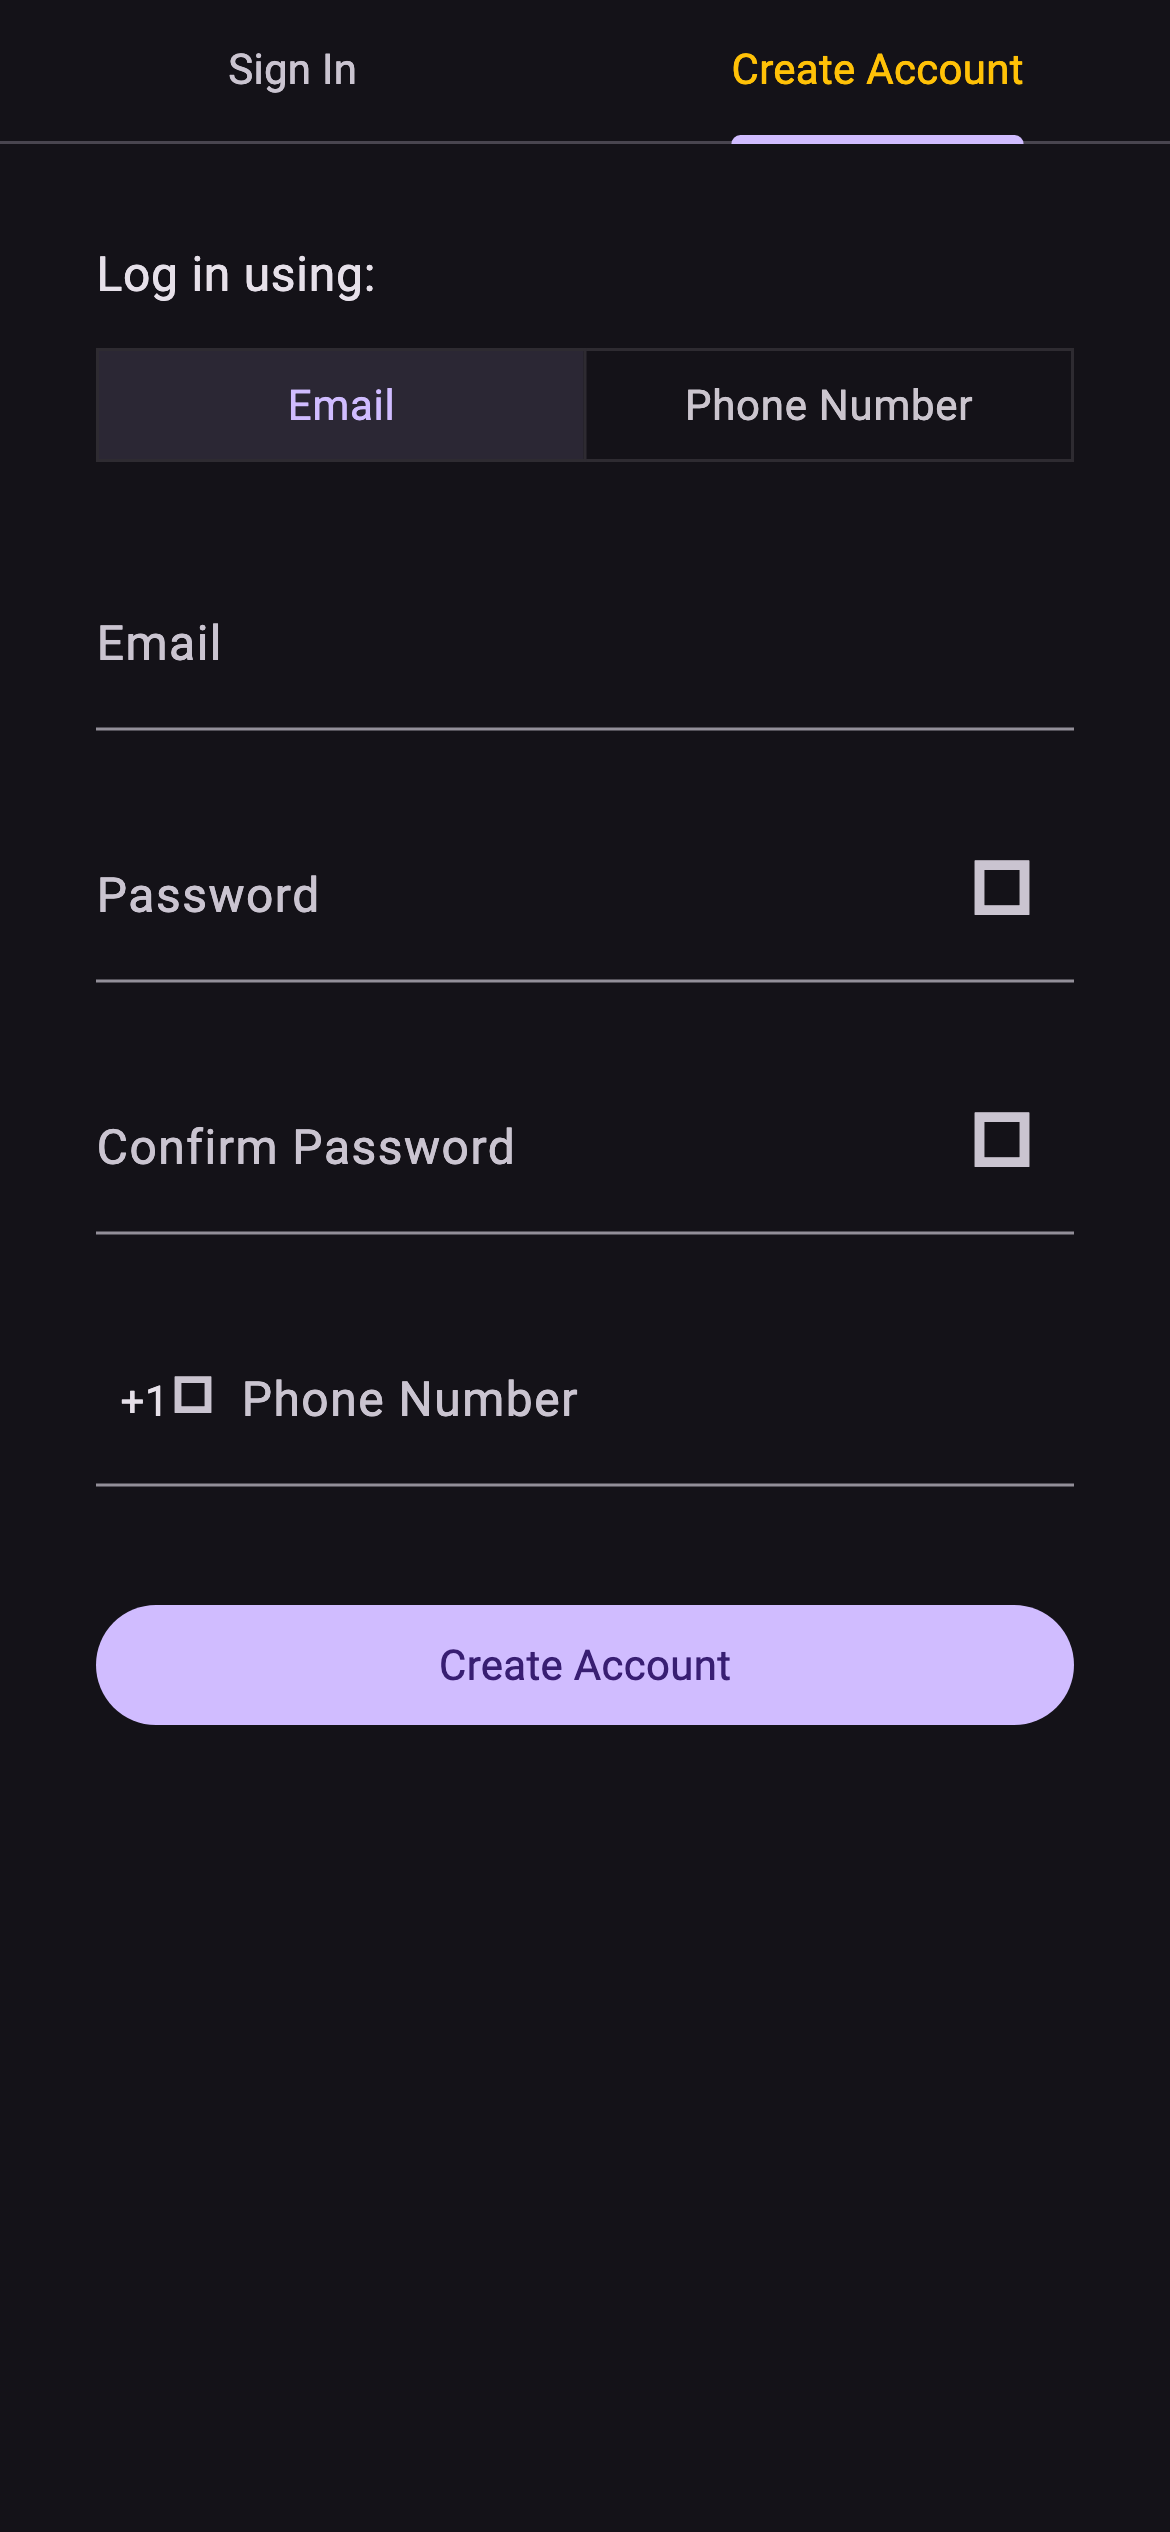 Sign In
Create Account
Log in using:
Email
Phone Number
Email
Password
Confirm Password
+1 Phone Number
Create Account